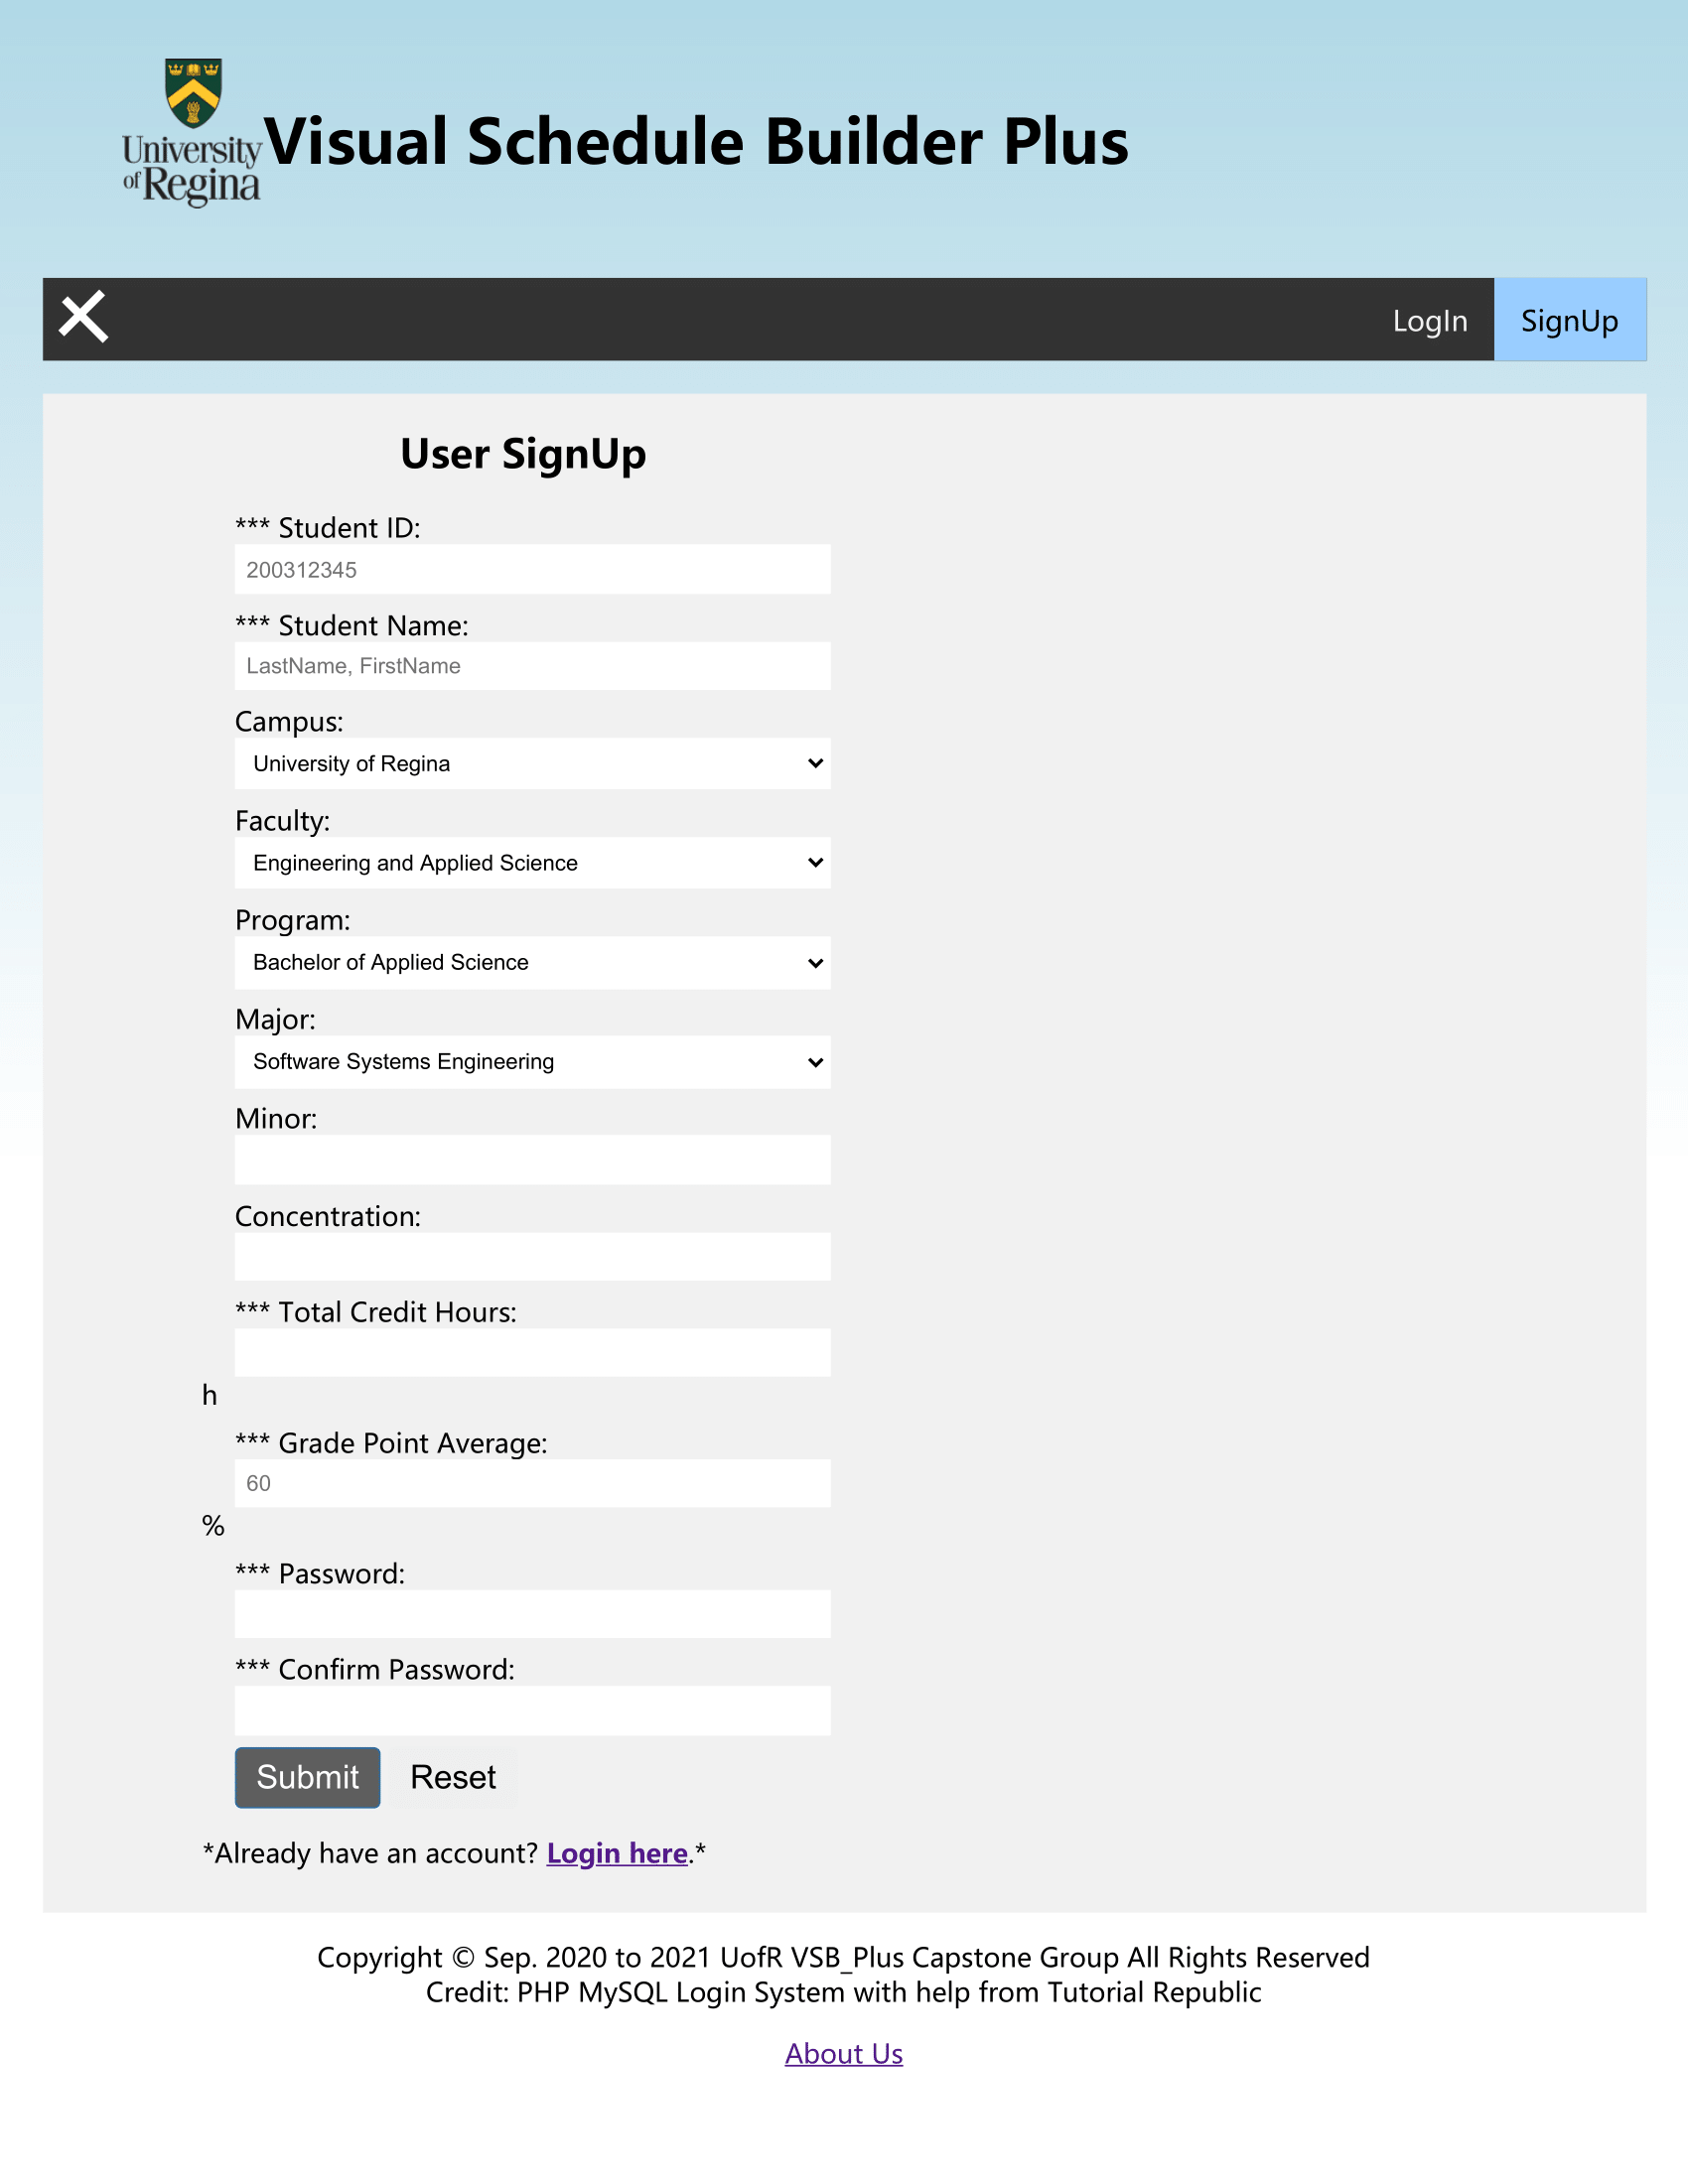 University
of Regina
Visual Schedule Builder Plus
LogIn
SignUp
User SignUp
*** Student ID:
200312345
*** Student Name:
LastName, FirstName
Campus:
University of Regina
Faculty:
Engineering and Applied Science
Program:
Bachelor of Applied Science
Major:
Software Systems Engineering
Minor:
Concentration:
*** Total Credit Hours:
h
*** Grade Point Average:
60
%
*** Password:
*** Confirm Password:
Submit
Reset
*Already have an account? Login here.*
Copyright © Sep. 2020 to 2021 UofR VSB_Plus Capstone Group All Rights Reserved
Credit: PHP MySQL Login System with help from Tutorial Republic
About Us